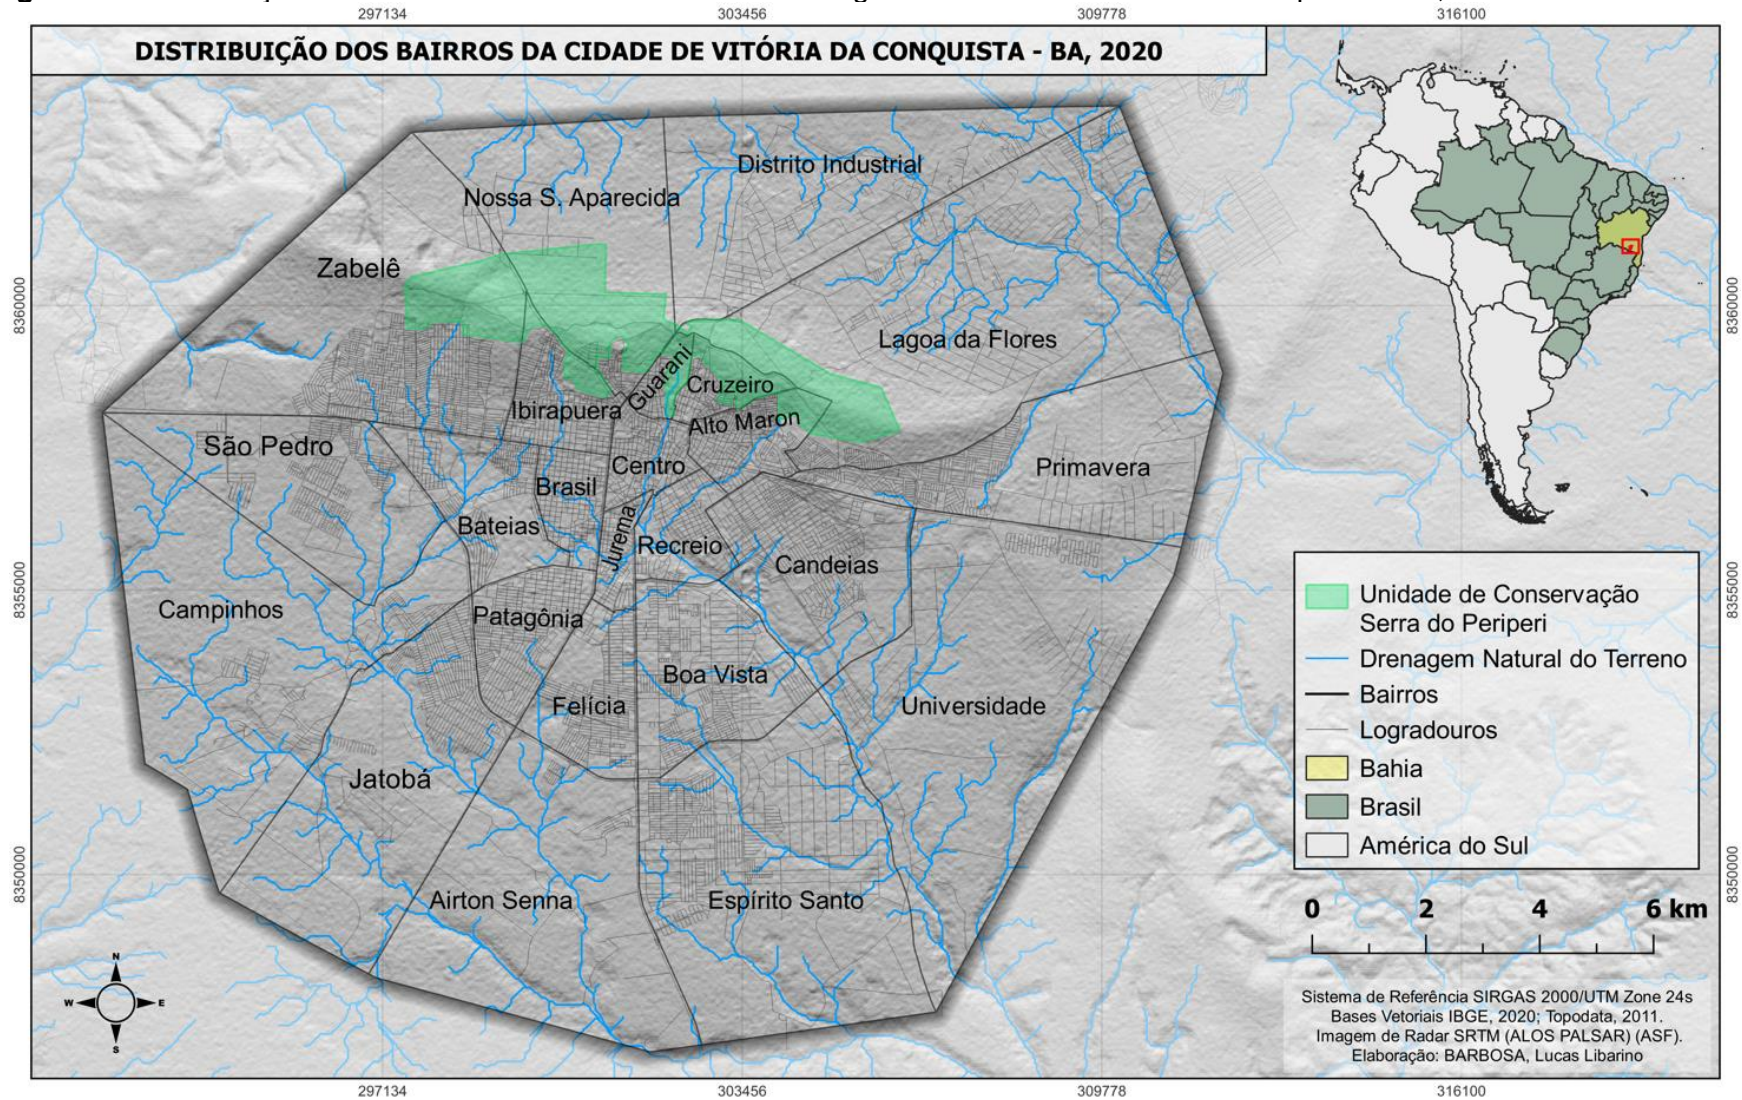 297134
303456
309778
316100
DISTRIBUIÇÃO DOS BAIRROS DA CIDADE DE VITÓRIA DA CONQUISTA - BA, 2020
Distrito Industrial
Nossa S. Aparecida
Zabelê
8360000
8360000
Lagoa da Flores
Guarani
Cruzeiro
Ibirapuera
Alto Maron
São Pedro
Centro
Primavera
Brasil
Bateias
Jurema
Recreio
Candeias
8355000
8355000
Campinhos
Patagônia
Boa Vista
Felícia
Universidade
Jatobá
8350000
8350000
Airton Senna
Espírito Santo
Unidade de Conservação
Serra do Periperi
Drenagem Natural do Terreno
Bairros
Logradouros
Bahia
Brasil
América do Sul
0 2 4 6 km
N
W E
S
Sistema de Referência SIRGAS 2000/UTM Zone 24s
Bases Vetoriais IBGE, 2020; Topodata, 2011.
Imagem de Radar SRTM (ALOS PALSAR) (ASF).
Elaboração: BARBOSA, Lucas Libarino
297134
303456
309778
316100